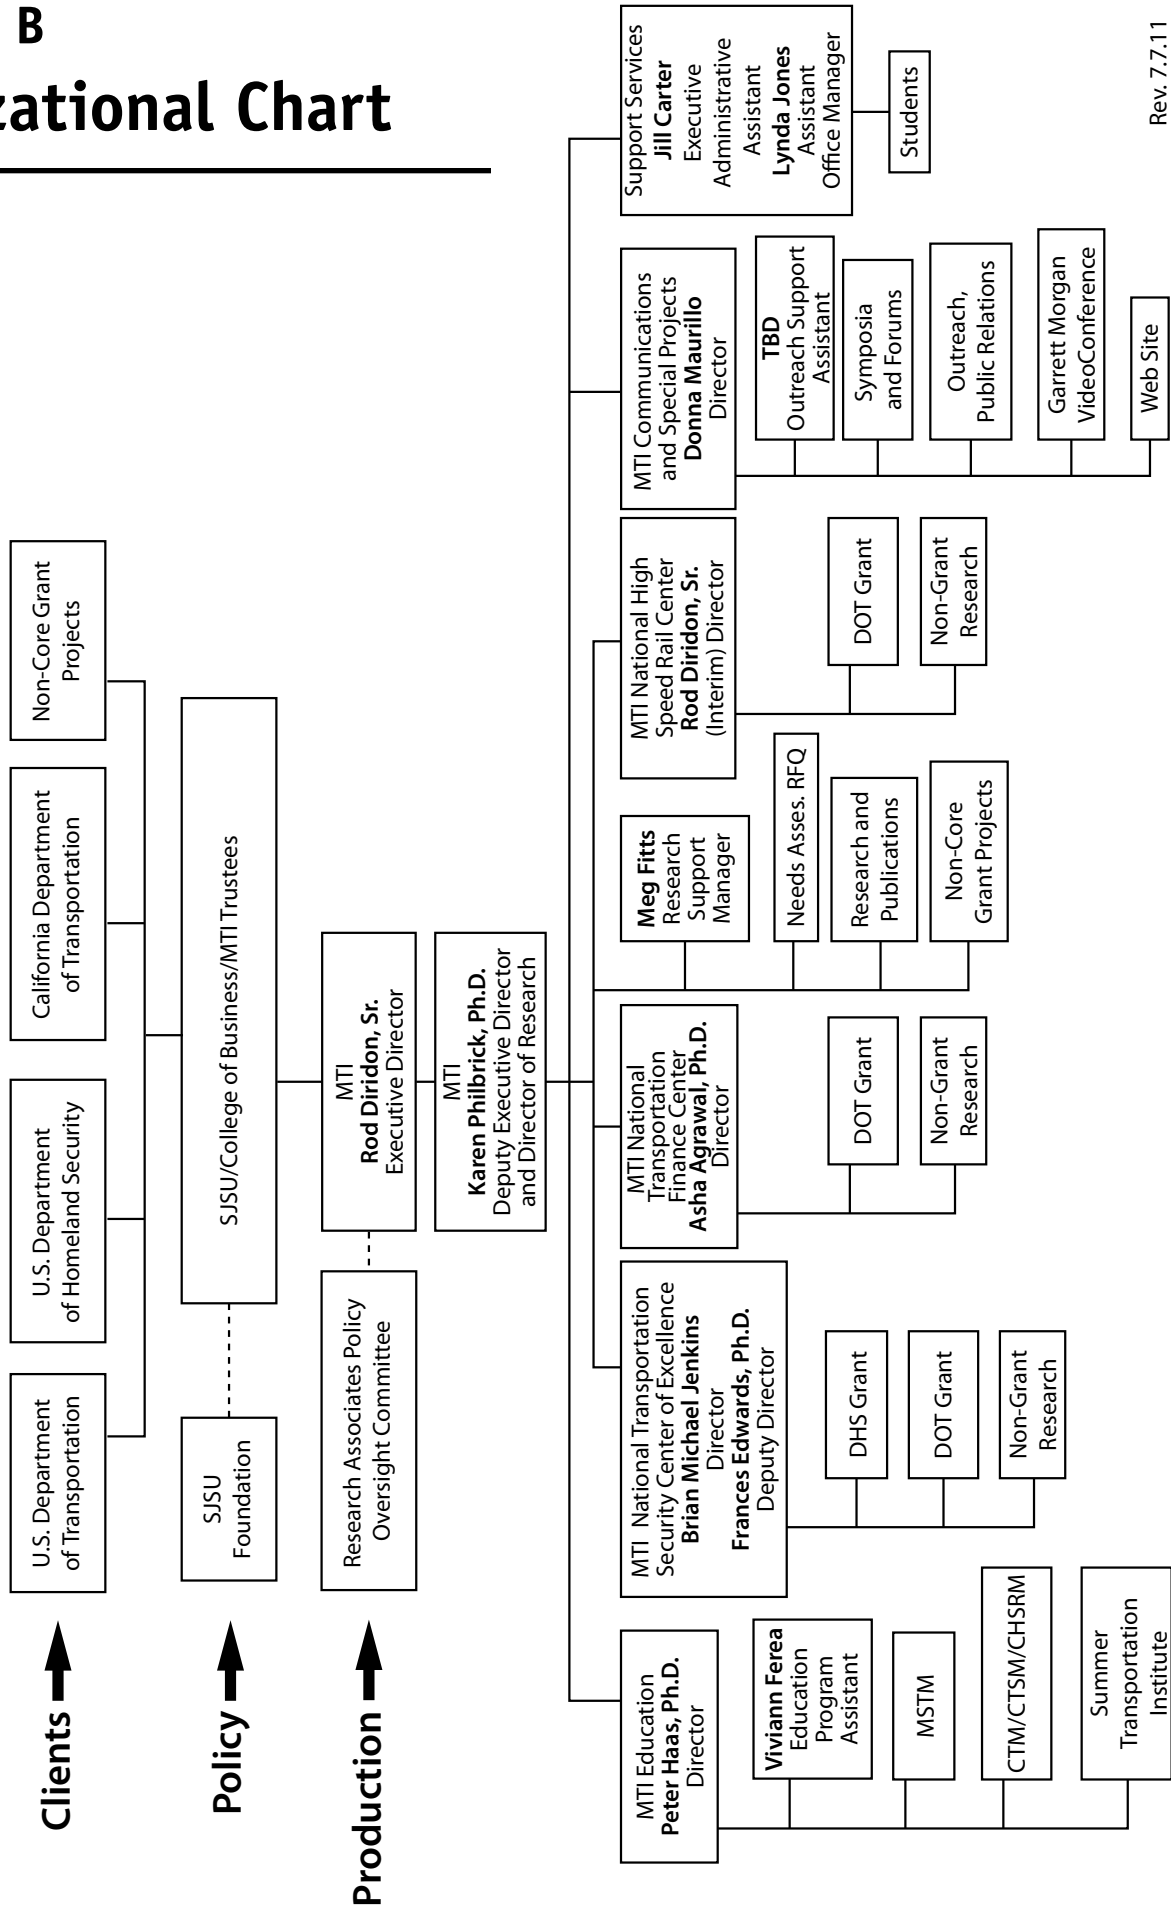 B
zational Chart
Clients
U.S. Department
of Transportation
U.S. Department
of Homeland Security
California Department
of Transportation
Non-Core Grant
Projects
Policy
SJSU
Foundation
SJSU/College of Business/MTI Trustees
Production
Research Associates Policy
Oversight Committee
MTI
Rod Diridon, Sr.
Executive Director
MTI
Karen Philbrick, Ph.D.
Deputy Executive Director
and Director of Research
MTI Education
Peter Haas, Ph.D.
Director
Viviann Ferea
Education
Program
Assistant
MSTM
CTM/CTSM/CHSRM
Summer
Transportation
Institute
MTI National Transportation
Security Center of Excellence
Brian Michael Jenkins
Director
Frances Edwards, Ph.D.
Deputy Director
DHS Grant
DOT Grant
Non-Grant
Research
MTI National
Transportation
Finance Center
Asha Agrawal, Ph.D.
Director
DOT Grant
Non-Grant
Research
Meg Fitts
Research
Support
Manager
Needs Asses. RFQ
Research and
Publications
Non-Core
Grant Projects
MTI National High
Speed Rail Center
Rod Diridon, Sr.
(Interim) Director
DOT Grant
Non-Grant
Research
MTI Communications
and Special Projects
Donna Maurillo
Director
TBD
Outreach Support
Assistant
Symposia
and Forums
Outreach,
Public Relations
Garrett Morgan
VideoConference
Web Site
Support Services
Jill Carter
Executive
Administrative
Assistant
Lynda Jones
Assistant
Office Manager
Students
Rev. 7.7.11